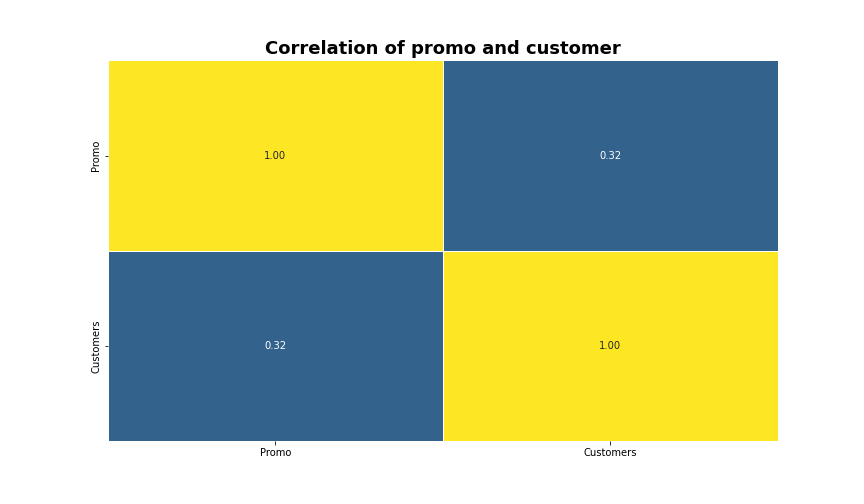 Correlation of promo and customer
Promo
1.00
0.32
Customers
0.32
1.00
Promo
Customers